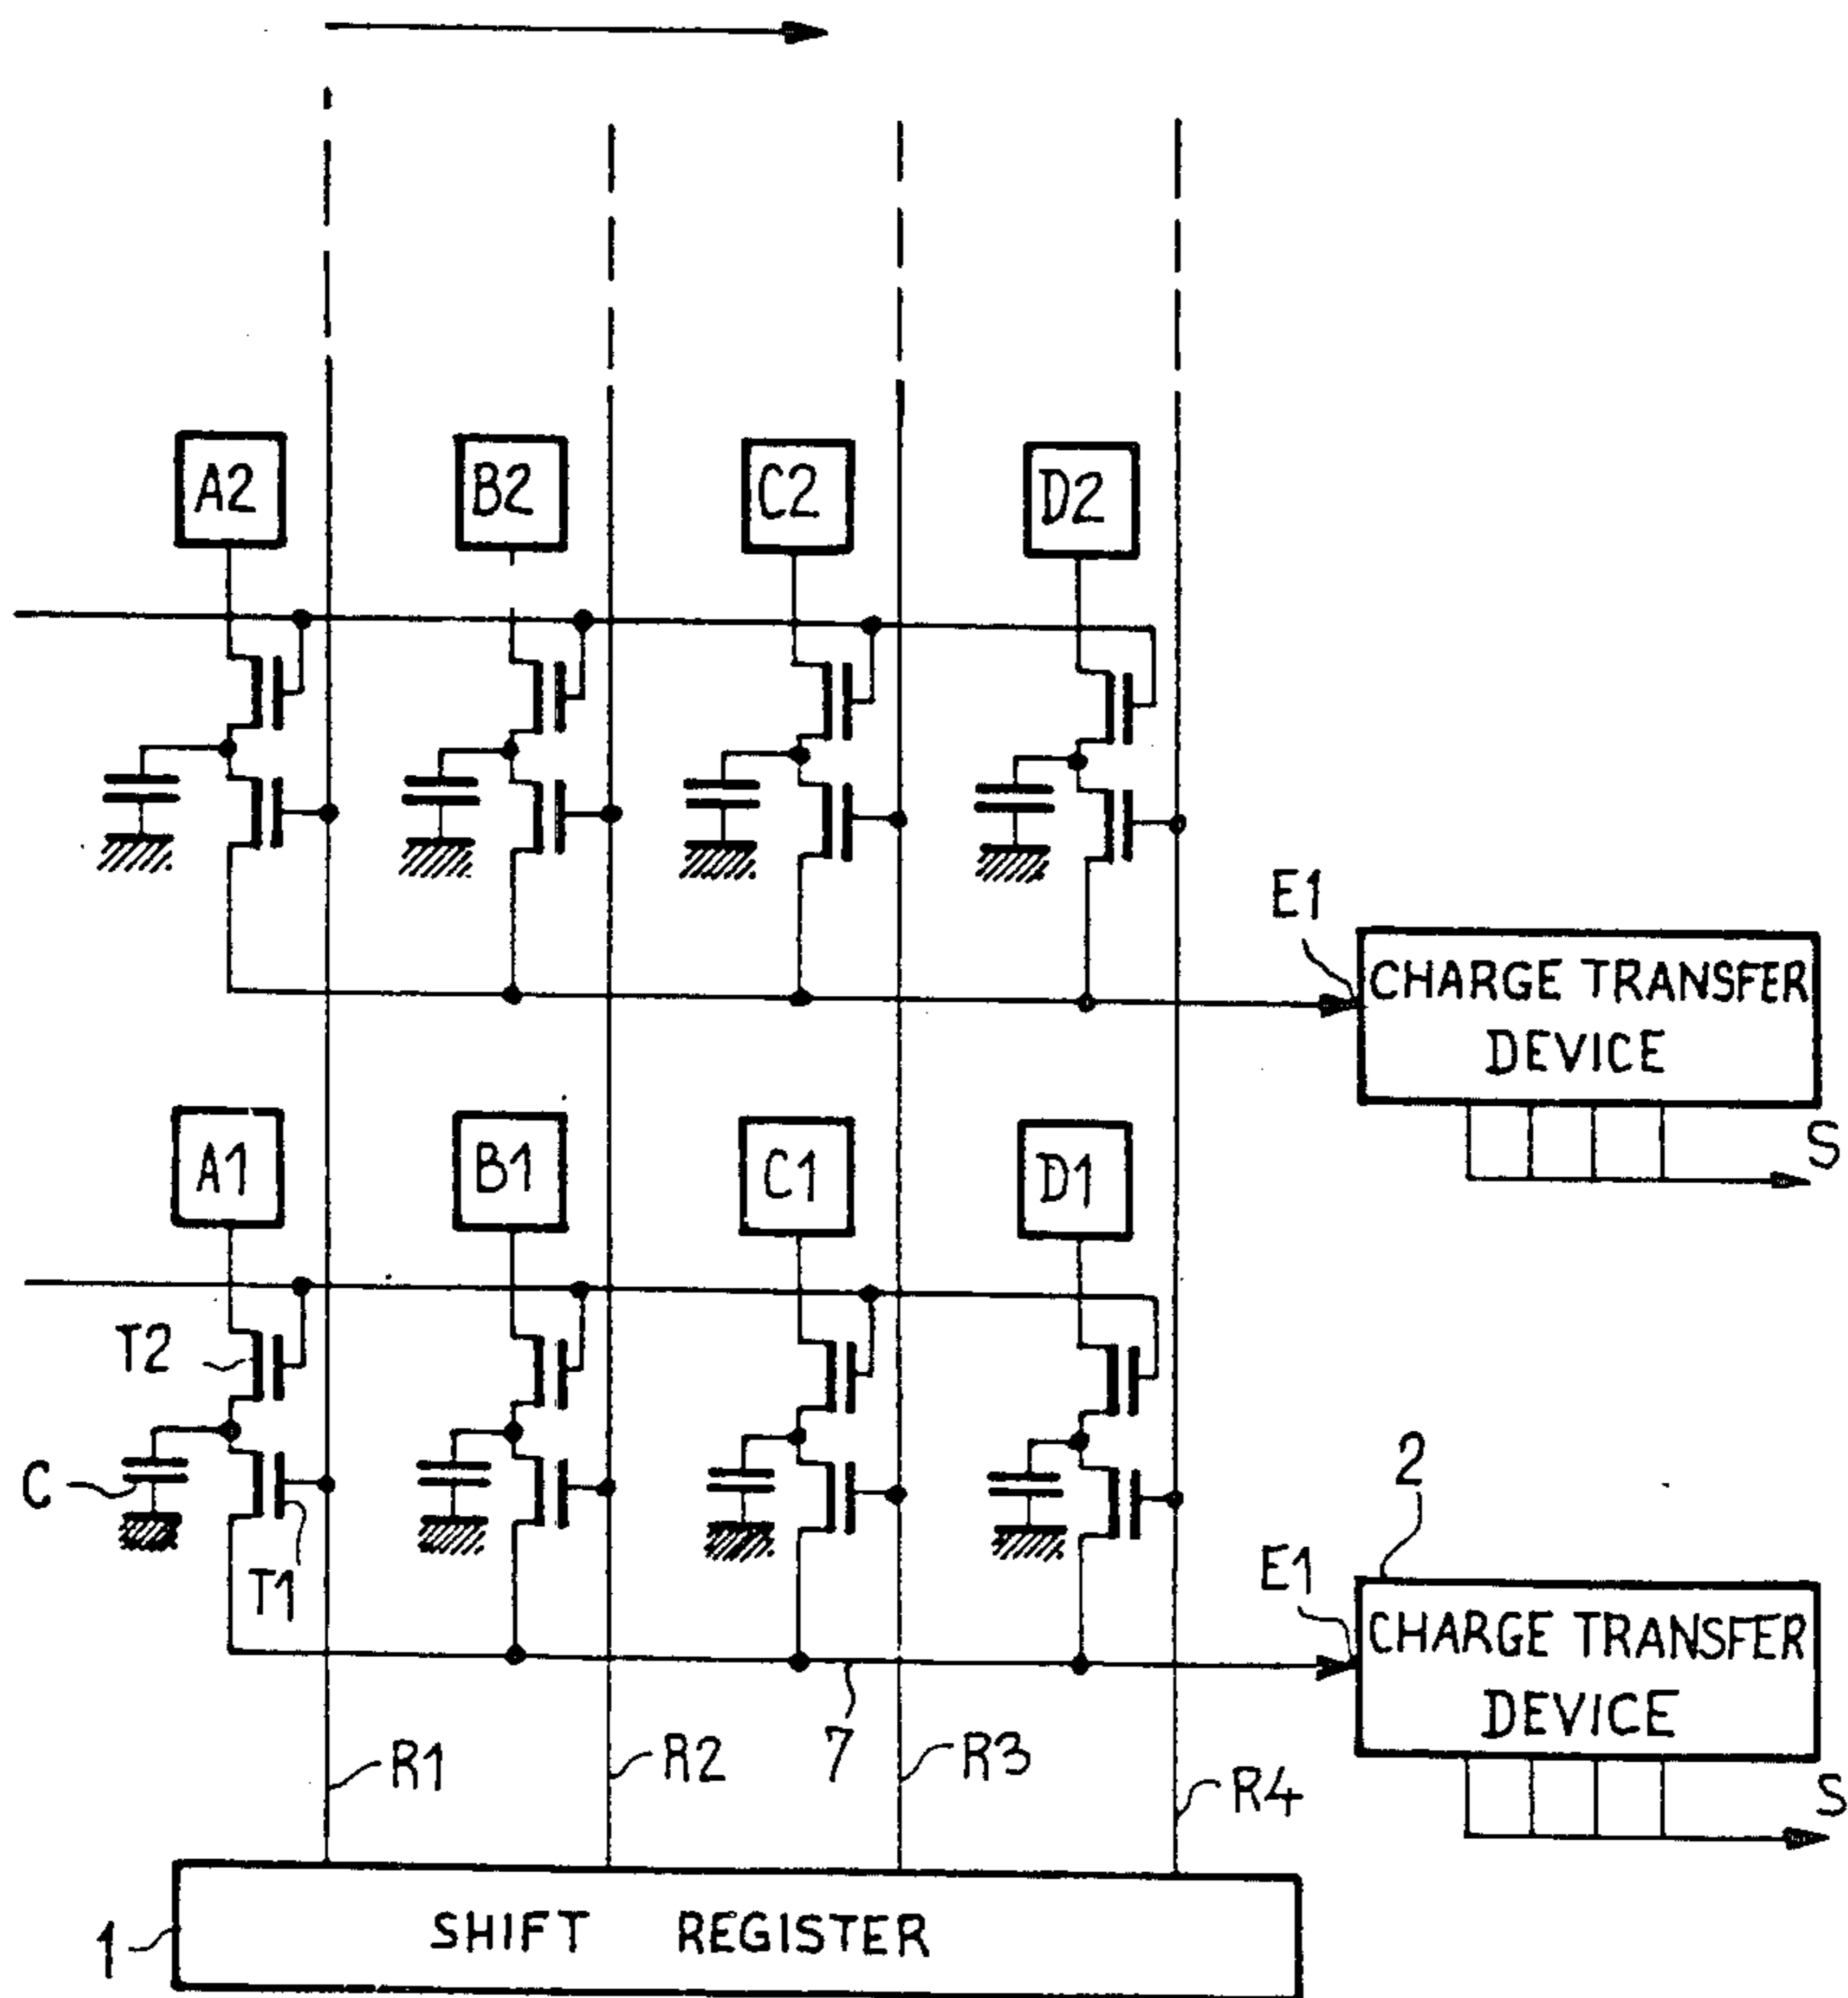 A2 B2 C2 D2
E1
CHARGE TRANSFER
DEVICE
S
A1 B1 C1 D1
T2
C
T1
2
E1
CHARGE TRANSFER
DEVICE
S
R1 R2 7 R3 R4
1
SHIFT REGISTER